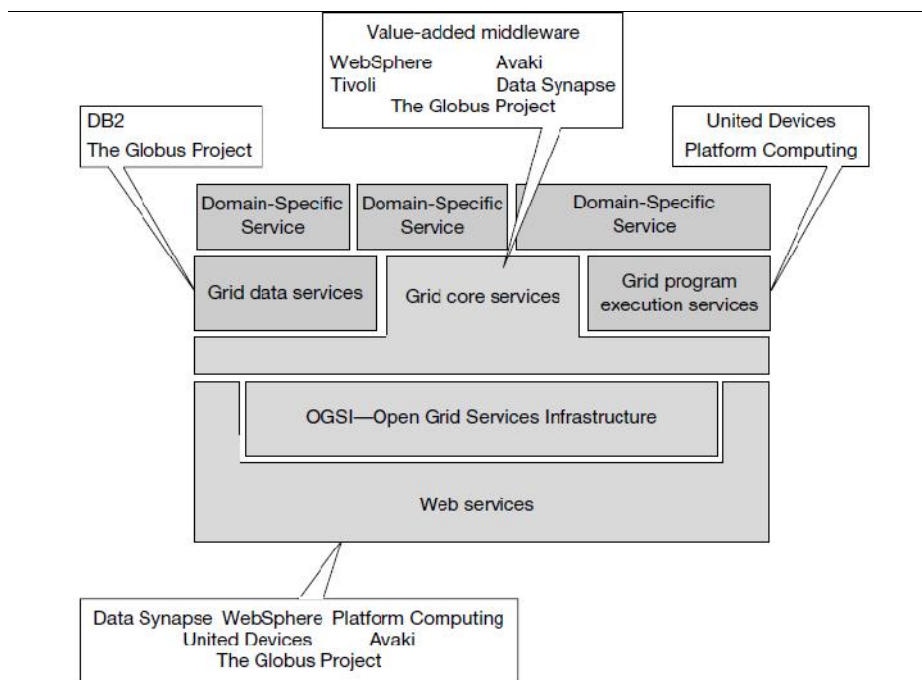 Value-added middleware
WebSphere Avaki
Tivoli Data Synapse
The Globus Project
DB2
The Globus Project
United Devices
Platform Computing
Domain-Specific
Service
Domain-Specific
Service
Domain-Specific
Service
Grid data services
Grid core services
Grid program
execution services
OGSI—Open Grid Services Infrastructure
Web services
Data Synapse WebSphere Platform Computing
United Devices Avaki
The Globus Project